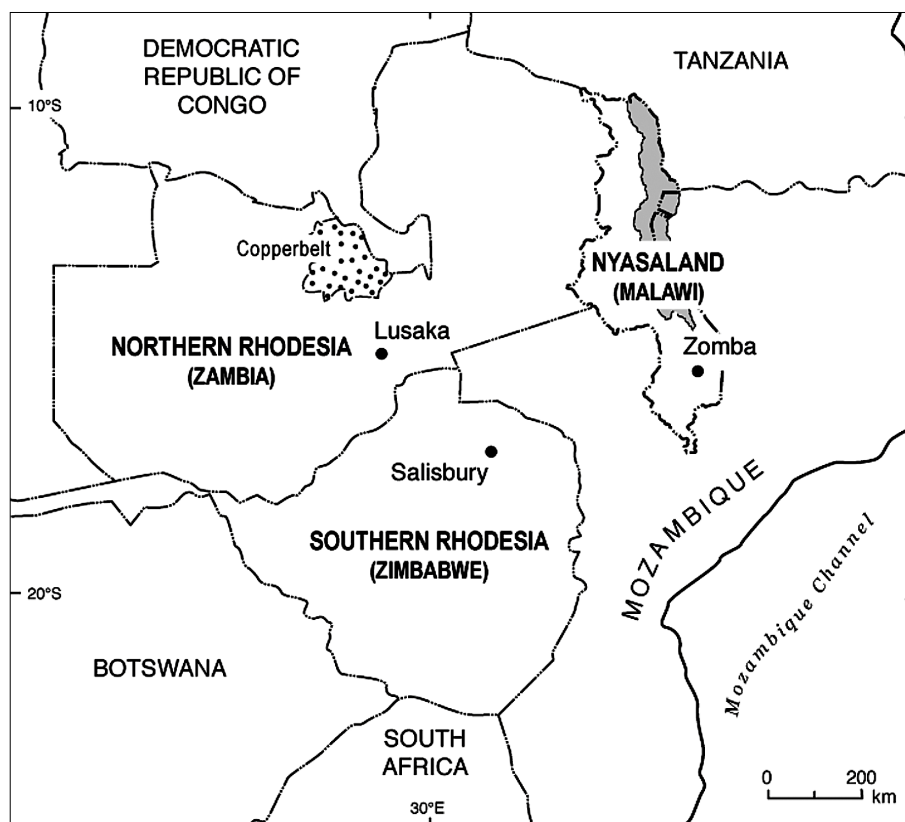 DEMOCRATIC
REPUBLIC OF
CONGO
TANZANIA
10°S
Copperbelt
NYASALAND
(MALAWI)
Lusaka
NORTHERN RHODESIA
(ZAMBIA)
Zomba
Salisbury
MOZAMBIQUE
SOUTHERN RHODESIA
(ZIMBABWE)
Mozambique Channel
20°S
BOTSWANA
SOUTH
AFRICA
0 200
km
30°E